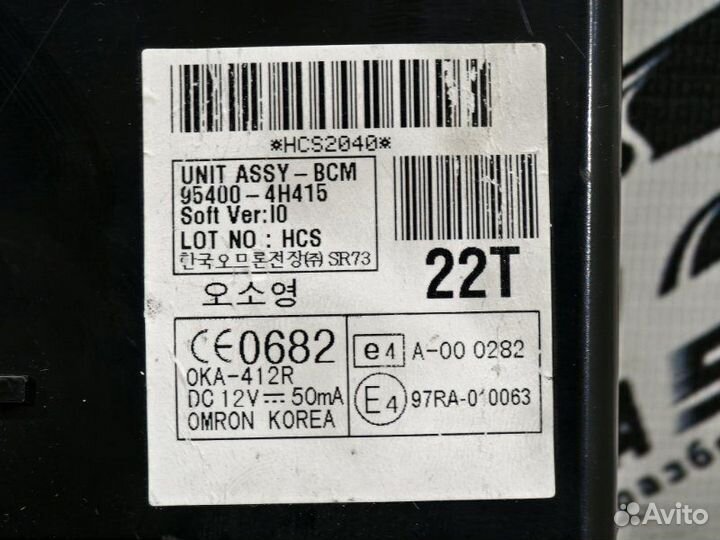 *HCS2040*
UNIT ASSY-BCM
95400-4H415
Soft Ver:I0
LOT NO : HCS
한국오므론전장㈜ SR73
22T
오소영
CE0682
OKA-412R
DC 12V⎓50mA
OMRON KOREA
e4 A-00 0282
E4 97RA-010063
Avito